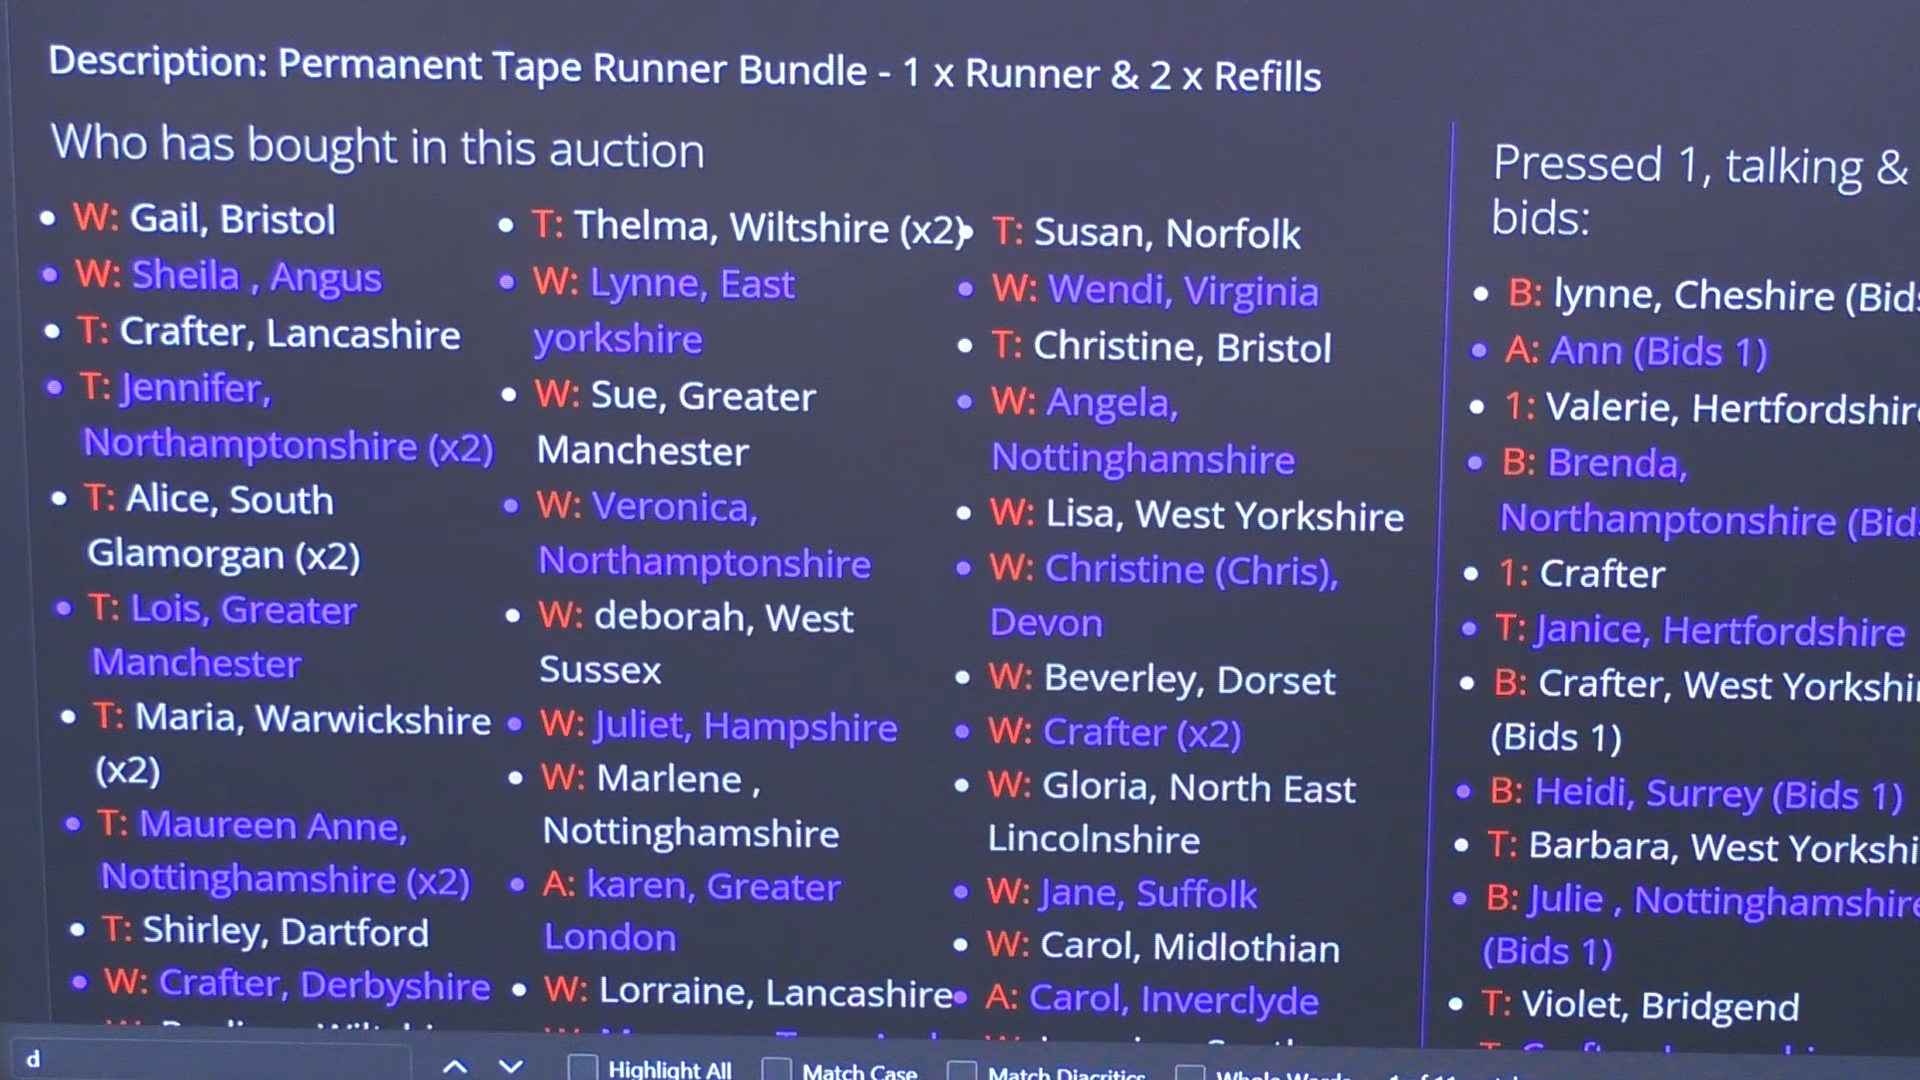 Description: Permanent Tape Runner Bundle - 1 x Runner & 2 x Refills
Who has bought in this auction
W: Gail, Bristol
W: Sheila , Angus
T: Crafter, Lancashire
T: Jennifer,
Northamptonshire (x2)
T: Alice, South
Glamorgan (x2)
T: Lois, Greater
Manchester
T: Maria, Warwickshire
(x2)
T: Maureen Anne,
Nottinghamshire (x2)
T: Shirley, Dartford
W: Crafter, Derbyshire
T: Thelma, Wiltshire (x2)
W: Lynne, East
yorkshire
W: Sue, Greater
Manchester
W: Veronica,
Northamptonshire
W: deborah, West
Sussex
W: Juliet, Hampshire
W: Marlene ,
Nottinghamshire
A: karen, Greater
London
W: Lorraine, Lancashire
T: Susan, Norfolk
W: Wendi, Virginia
T: Christine, Bristol
W: Angela,
Nottinghamshire
W: Lisa, West Yorkshire
W: Christine (Chris),
Devon
W: Beverley, Dorset
W: Crafter (x2)
W: Gloria, North East
Lincolnshire
W: Jane, Suffolk
W: Carol, Midlothian
A: Carol, Inverclyde
Pressed 1, talking &
bids:
B: lynne, Cheshire (Bids
A: Ann (Bids 1)
1: Valerie, Hertfordshire
B: Brenda,
Northamptonshire (Bids
1: Crafter
T: Janice, Hertfordshire
B: Crafter, West Yorkshi
(Bids 1)
B: Heidi, Surrey (Bids 1)
T: Barbara, West Yorkshi
B: Julie , Nottinghamshire
(Bids 1)
T: Violet, Bridgend
d
Highlight All
Match Case
Match Diacritics
Whole Words